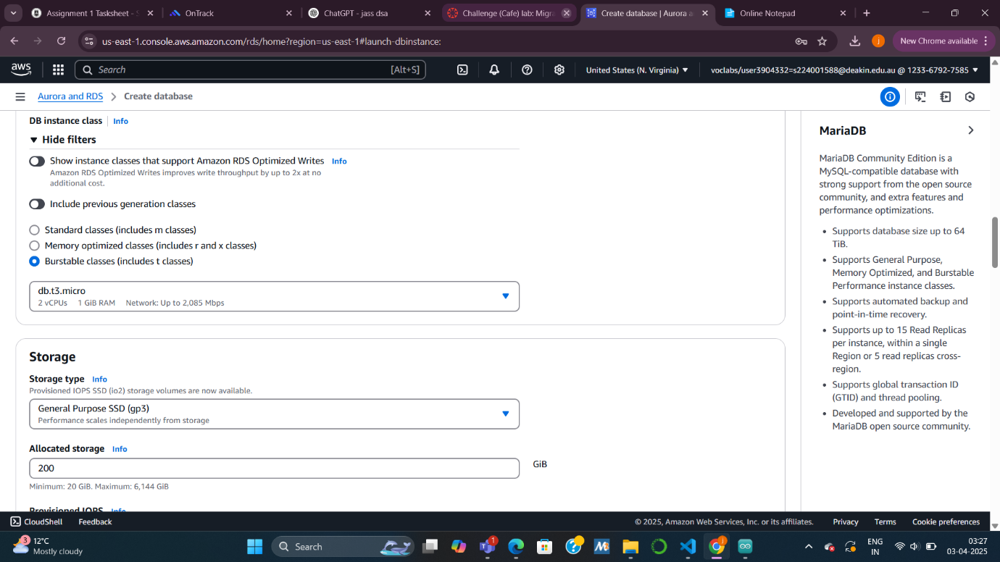 Assignment 1 Tasksheet - S
OnTrack
ChatGPT - jass dsa
Challenge (Cafe) lab: Migra
Create database | Aurora a
Online Notepad
us-east-1.console.aws.amazon.com/rds/home?region=us-east-1#launch-dbinstance:
New Chrome available
aws
Search
[Alt+S]
United States (N. Virginia)
voclabs/user3904332=s224001588@deakin.edu.au @ 1233-6792-7585
Aurora and RDS
Create database
DB instance class
Info
Hide filters
Show instance classes that support Amazon RDS Optimized Writes
Info
Amazon RDS Optimized Writes improves write throughput by up to 2x at no
additional cost.
Include previous generation classes
Standard classes (includes m classes)
Memory optimized classes (includes r and x classes)
Burstable classes (includes t classes)
db.t3.micro
2 vCPUs 1 GiB RAM Network: Up to 2,085 Mbps
Storage
Storage type
Info
Provisioned IOPS SSD (io2) storage volumes are now available.
General Purpose SSD (gp3)
Performance scales independently from storage
Allocated storage
Info
200
GiB
Minimum: 20 GiB. Maximum: 6,144 GiB
Provisioned IOPS
Info
MariaDB
MariaDB Community Edition is a
MySQL-compatible database with
strong support from the open source
community, and extra features and
performance optimizations.
• Supports database size up to 64
TiB.
• Supports General Purpose,
Memory Optimized, and Burstable
Performance instance classes.
• Supports automated backup and
point-in-time recovery.
• Supports up to 15 Read Replicas
per instance, within a single
Region or 5 read replicas cross-
region.
• Supports global transaction ID
(GTID) and thread pooling.
• Developed and supported by the
MariaDB open source community.
CloudShell
Feedback
© 2025, Amazon Web Services, Inc. or its affiliates.
Privacy
Terms
Cookie preferences
3
12°C
Mostly cloudy
Search
1
ENG
IN
03:27
03-04-2025